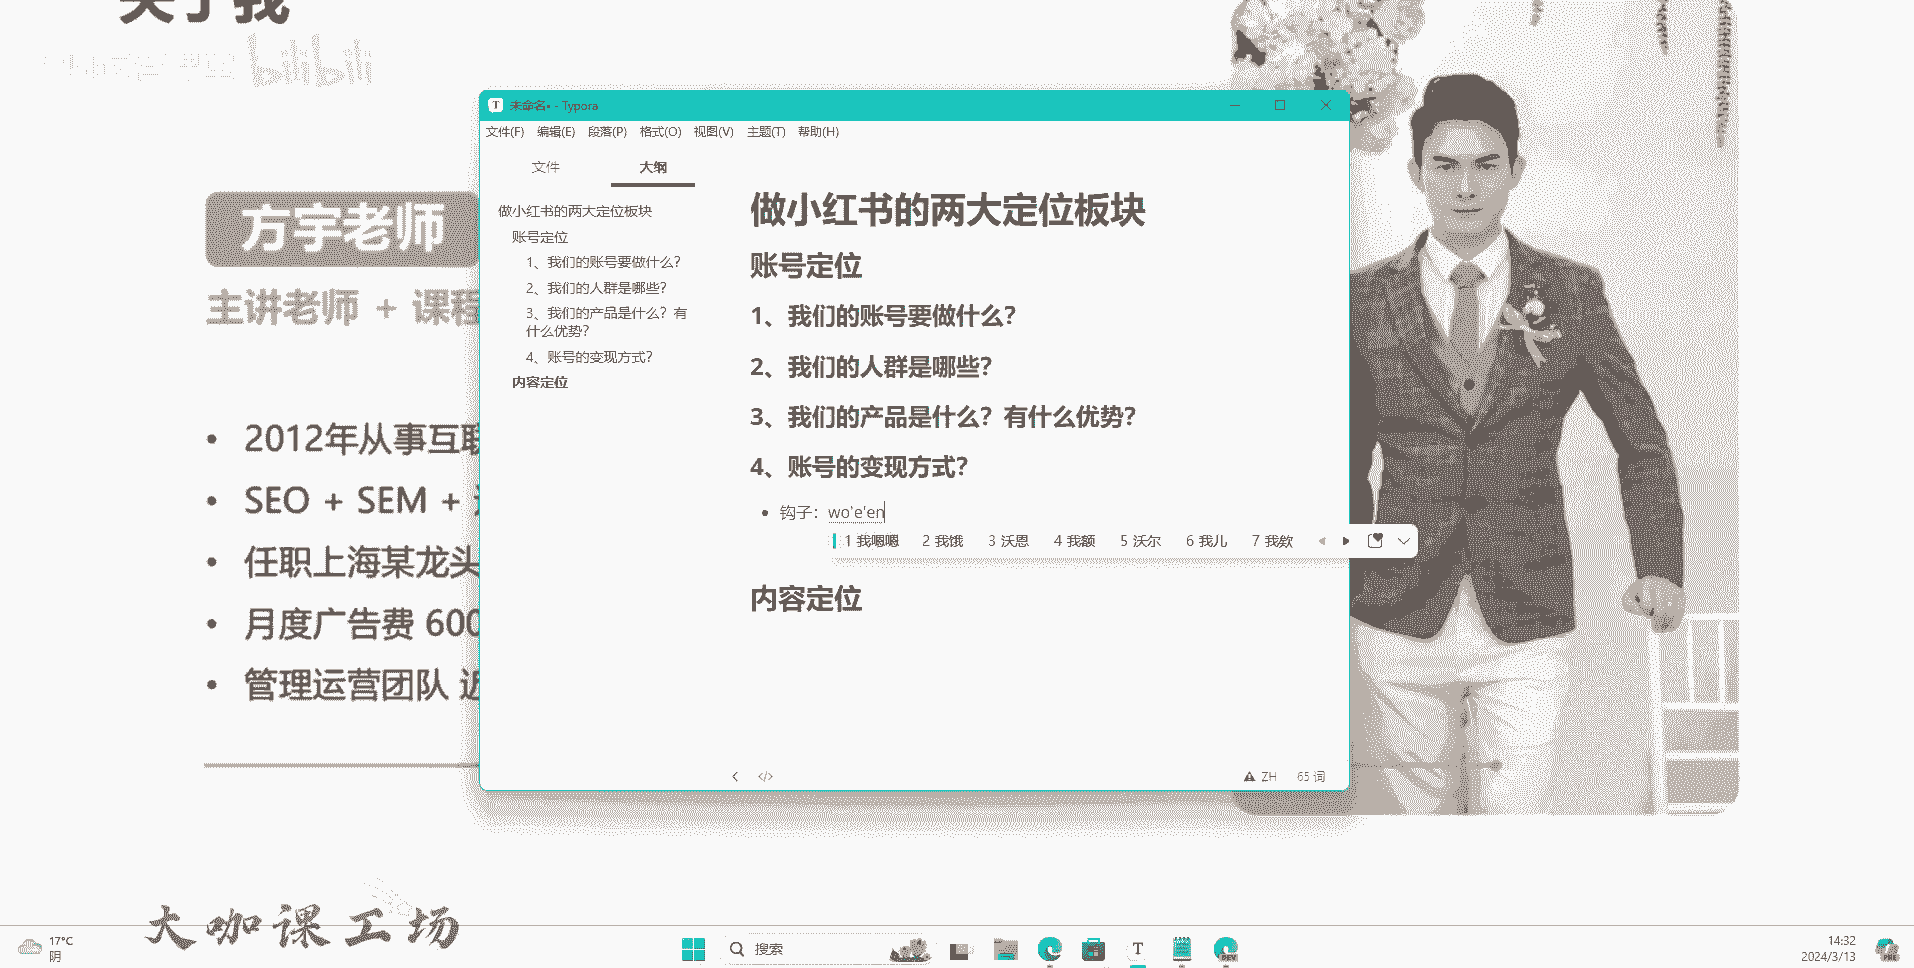 关于我
bilibili
未命名• - Typora
文件(F) 编辑(E) 段落(P) 格式(O) 视图(V) 主题(T) 帮助(H)
文件 大纲
做小红书的两大定位板块
账号定位
1、我们的账号要做什么?
2、我们的人群是哪些?
3、我们的产品是什么?有
什么优势?
4、账号的变现方式?
内容定位
做小红书的两大定位板块
账号定位
1、我们的账号要做什么?
2、我们的人群是哪些?
3、我们的产品是什么?有什么优势?
4、账号的变现方式?
• 钩子：wo'e'en
1 我嗯嗯 2 我饿 3 沃恩 4 我额 5 沃尔 6 我儿 7 我欸
内容定位
</> ZH 65 词
方宇老师
主讲老师 + 课程
• 2012年从事互联
• SEO + SEM +
• 任职上海某龙头
• 月度广告费 600
• 管理运营团队 近
大咖课工场
17°C
阴
搜索
T
DEV
14:32
2024/3/13
PRE